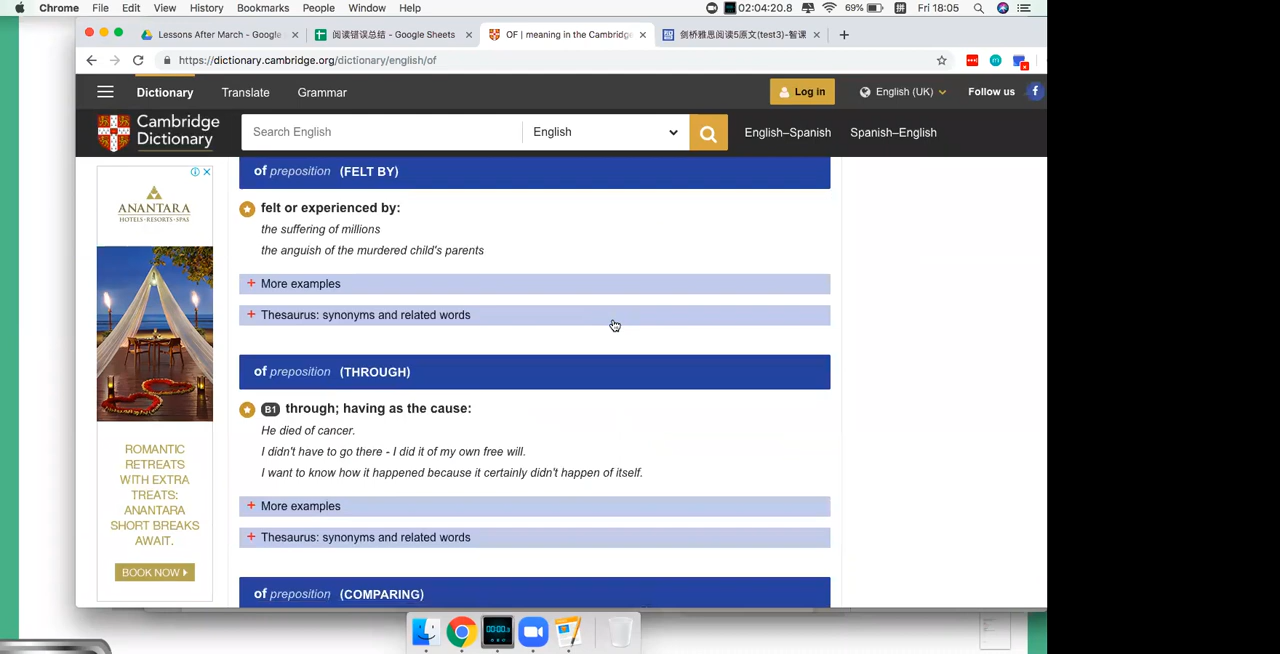 Chrome File Edit View History Bookmarks People Window Help 02:04:20.8 69% Fri 18:05
Lessons After March - Google
阅读错误总结 - Google Sheets
OF | meaning in the Cambridge
剑桥雅思阅读5原文(test3)-智课
https://dictionary.cambridge.org/dictionary/english/of
Dictionary Translate Grammar Log in English (UK) Follow us f
Cambridge
Dictionary
Search English English English–Spanish Spanish–English
of preposition (FELT BY)
felt or experienced by:
the suffering of millions
the anguish of the murdered child's parents
+ More examples
+ Thesaurus: synonyms and related words
of preposition (THROUGH)
B1 through; having as the cause:
He died of cancer.
I didn't have to go there - I did it of my own free will.
I want to know how it happened because it certainly didn't happen of itself.
+ More examples
+ Thesaurus: synonyms and related words
of preposition (COMPARING)
ANANTARA
HOTELS·RESORTS·SPAS
ROMANTIC
RETREATS
WITH EXTRA
TREATS:
ANANTARA
SHORT BREAKS
AWAIT.
BOOK NOW